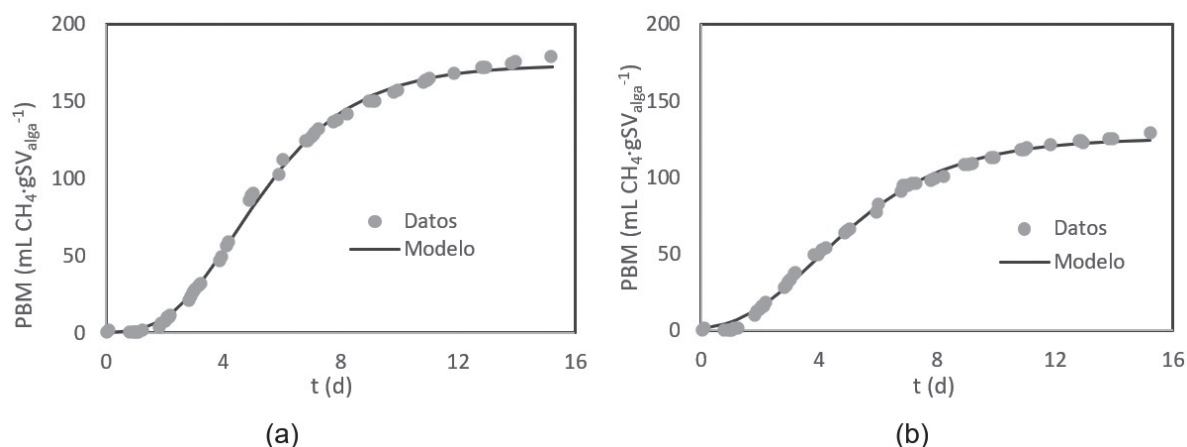 200
150
100
50
0
PBM (mL CH₄·gSVₐₗgₐ⁻¹)
Datos
Modelo
0 4 8 12 16
t (d)
(a)
200
150
100
50
0
PBM (mL CH₄·gSVₐₗgₐ⁻¹)
Datos
Modelo
0 4 8 12 16
t (d)
(b)